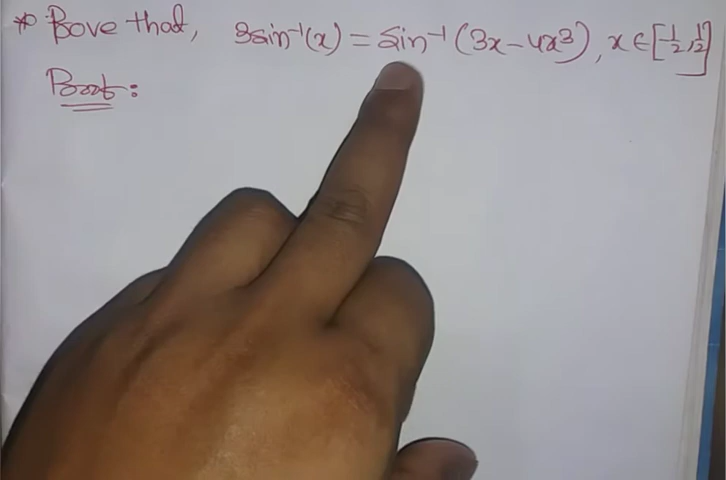 * Prove that, 3sin⁻¹(x) = sin⁻¹(3x-4x³), x ∈ [-1/2, 1/2]
Proof: